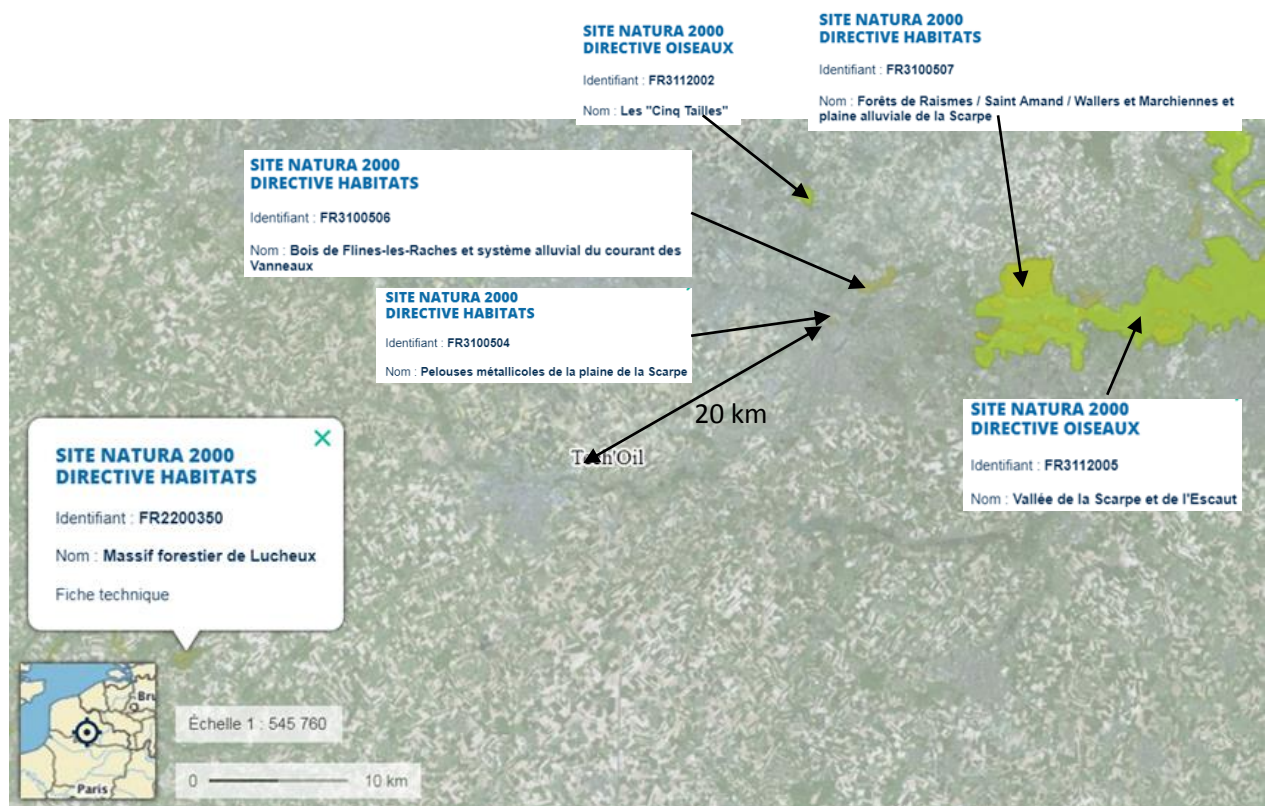 SITE NATURA 2000
DIRECTIVE OISEAUX
Identifiant : FR3112002
Nom : Les "Cinq Tailles"
SITE NATURA 2000
DIRECTIVE HABITATS
Identifiant : FR3100507
Nom : Forêts de Raismes / Saint Amand / Wallers et Marchiennes et
plaine alluviale de la Scarpe
SITE NATURA 2000
DIRECTIVE HABITATS
Identifiant : FR3100506
Nom : Bois de Flines-les-Raches et système alluvial du courant des
Vanneaux
SITE NATURA 2000
DIRECTIVE HABITATS
Identifiant : FR3100504
Nom : Pelouses métallicoles de la plaine de la Scarpe
20 km
Tech'Oil
SITE NATURA 2000
DIRECTIVE OISEAUX
Identifiant : FR3112005
Nom : Vallée de la Scarpe et de l'Escaut
SITE NATURA 2000
DIRECTIVE HABITATS
Identifiant : FR2200350
Nom : Massif forestier de Lucheux
Fiche technique
Bru
Paris
Échelle 1 : 545 760
0 10 km